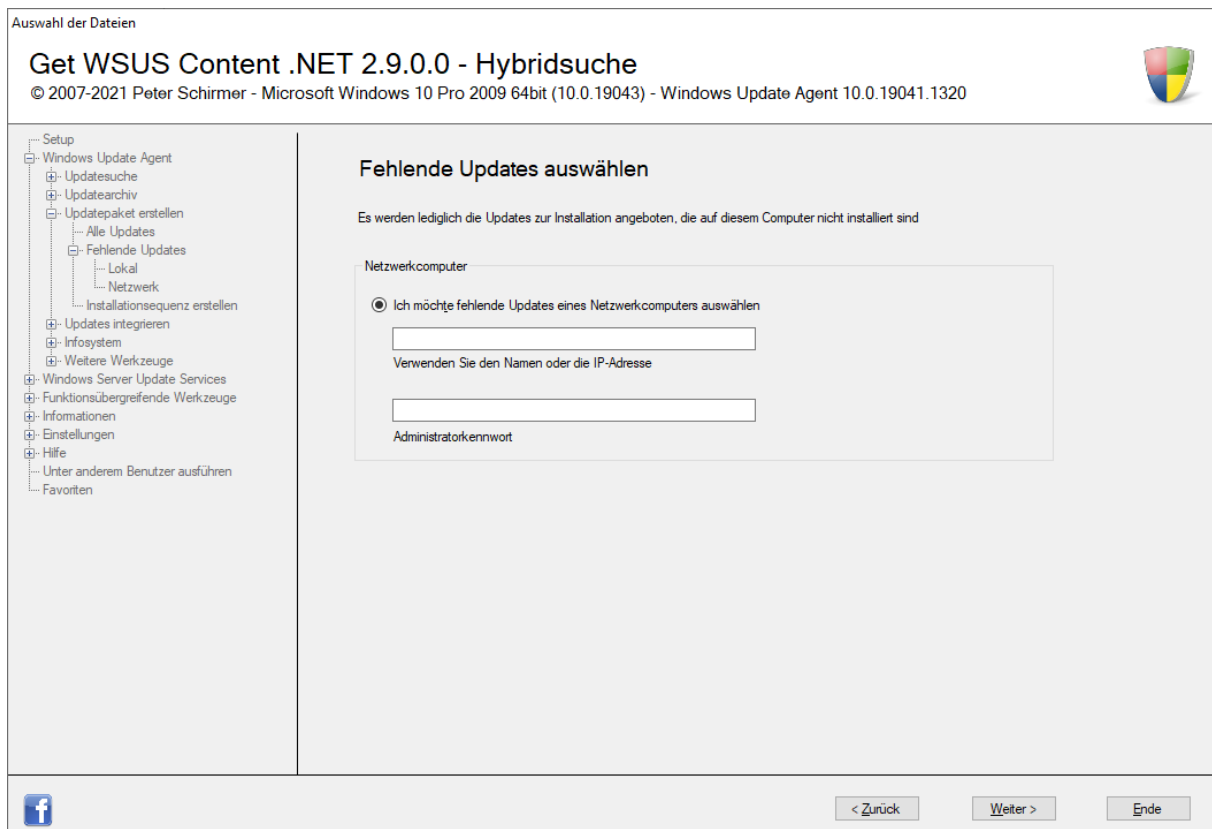 Auswahl der Dateien
Get WSUS Content .NET 2.9.0.0 - Hybridsuche
© 2007-2021 Peter Schirmer - Microsoft Windows 10 Pro 2009 64bit (10.0.19043) - Windows Update Agent 10.0.19041.1320
Setup
Windows Update Agent
Updatesuche
Updatearchiv
Updatepaket erstellen
Alle Updates
Fehlende Updates
Lokal
Netzwerk
Installationsequenz erstellen
Updates integrieren
Infosystem
Weitere Werkzeuge
Windows Server Update Services
Funktionsübergreifende Werkzeuge
Informationen
Einstellungen
Hilfe
Unter anderem Benutzer ausführen
Favoriten
Fehlende Updates auswählen
Es werden lediglich die Updates zur Installation angeboten, die auf diesem Computer nicht installiert sind
Netzwerkcomputer
Ich möchte fehlende Updates eines Netzwerkcomputers auswählen
Verwenden Sie den Namen oder die IP-Adresse
Administratorkennwort
f
< Zurück
Weiter >
Ende